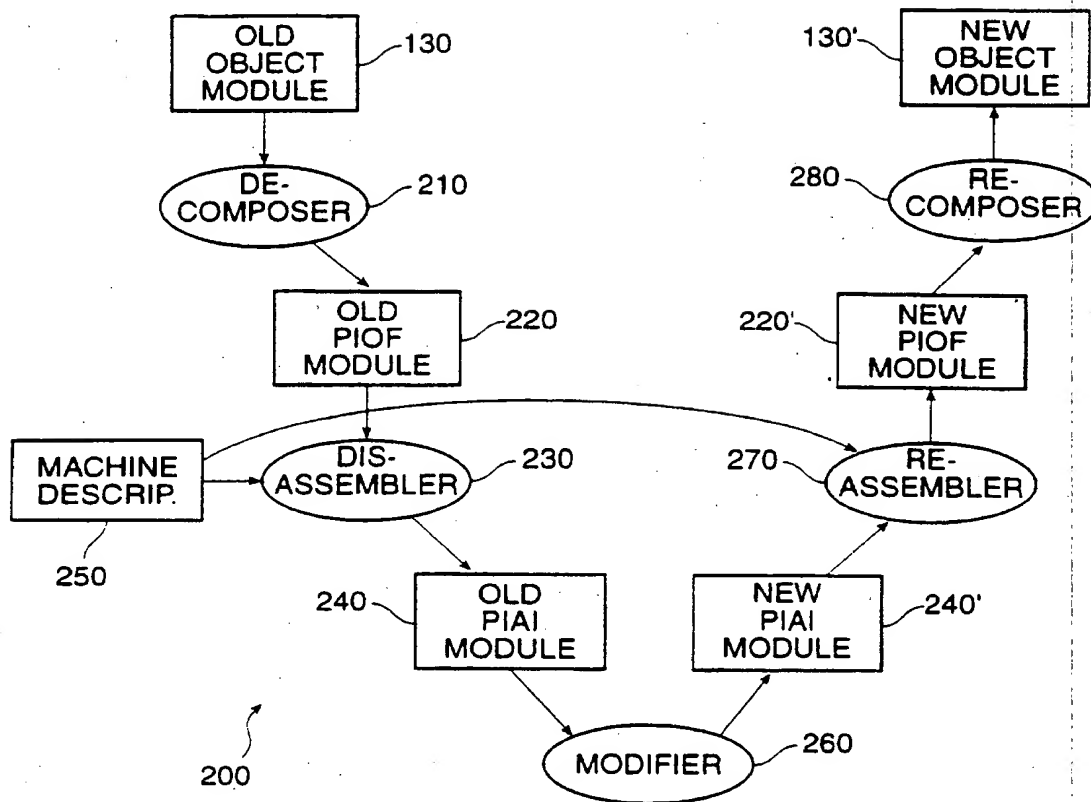 OLD
OBJECT
MODULE
130
130'
NEW
OBJECT
MODULE
DE-
COMPOSER
210
280
RE-
COMPOSER
OLD
PIOF
MODULE
220
220'
NEW
PIOF
MODULE
MACHINE
DESCRIP.
250
DIS-
ASSEMBLER
230
270
RE-
ASSEMBLER
240
OLD
PIAI
MODULE
NEW
PIAI
MODULE
240'
200
MODIFIER
260